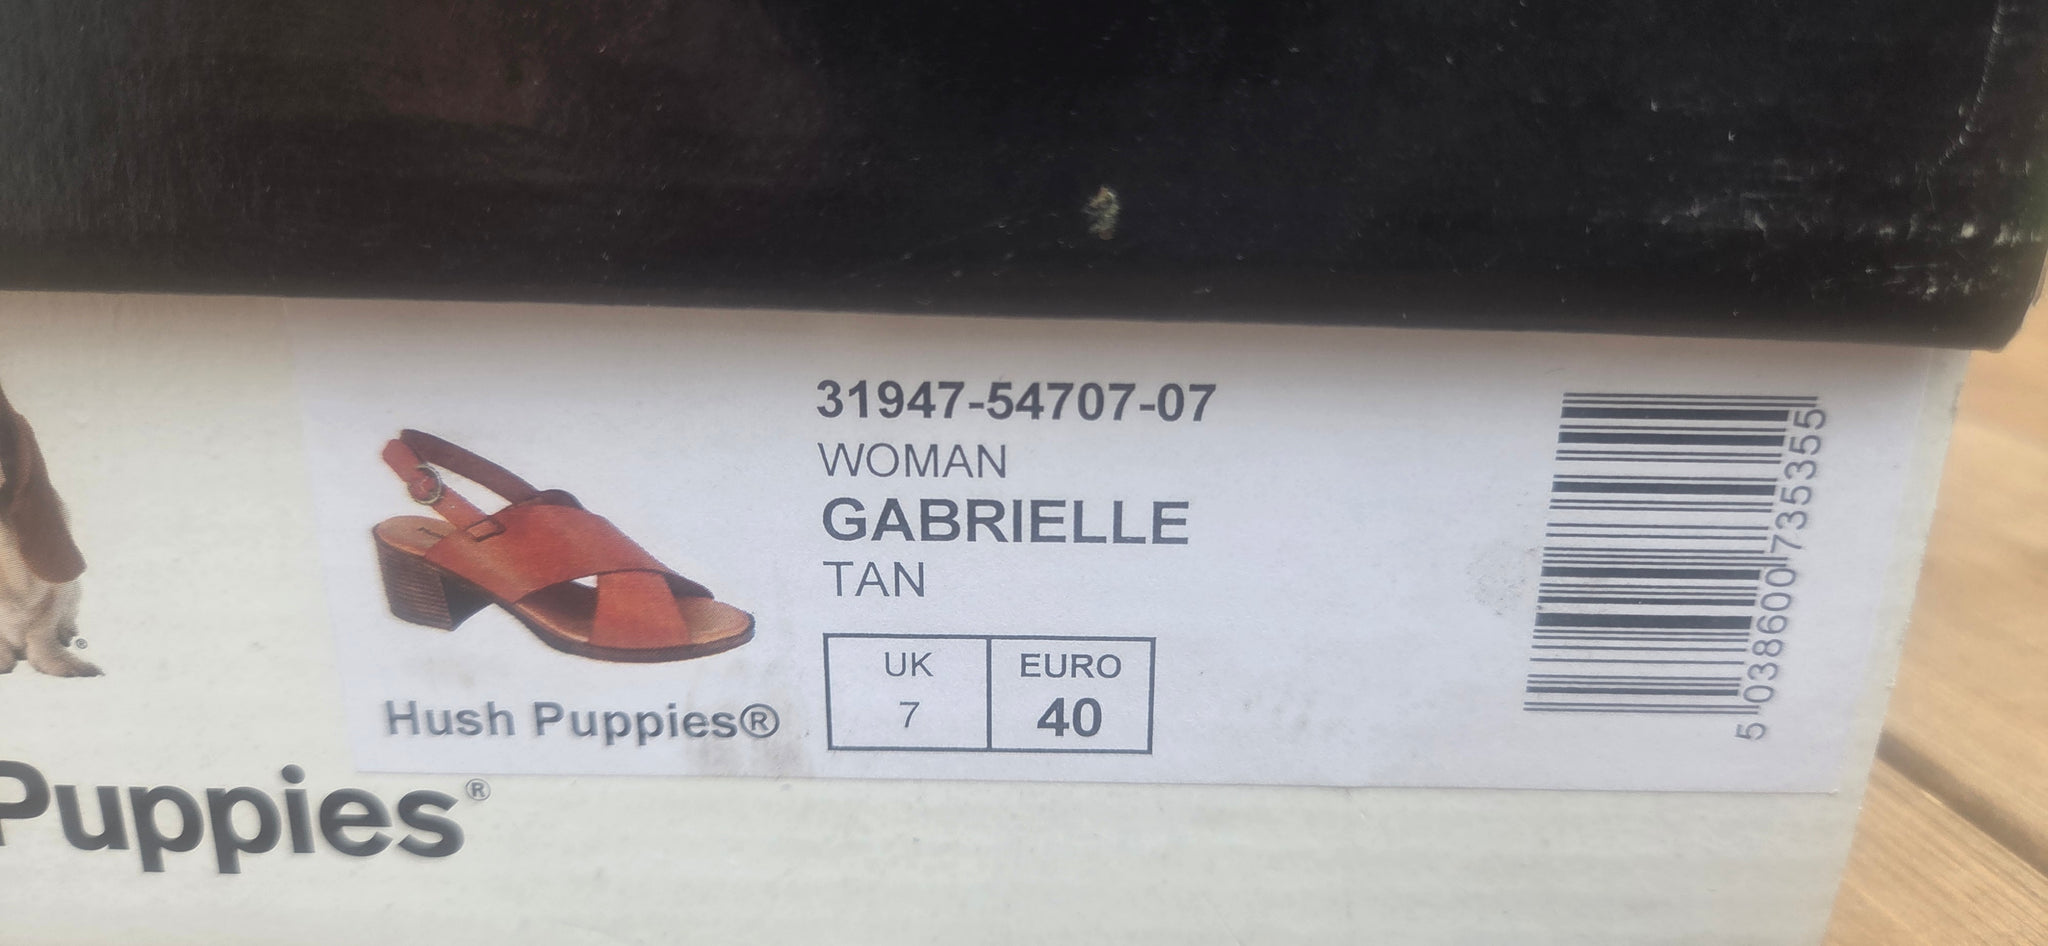 31947-54707-07
WOMAN
GABRIELLE
TAN
UK EURO
7 40
Hush Puppies®
Puppies®
5 038600 735355